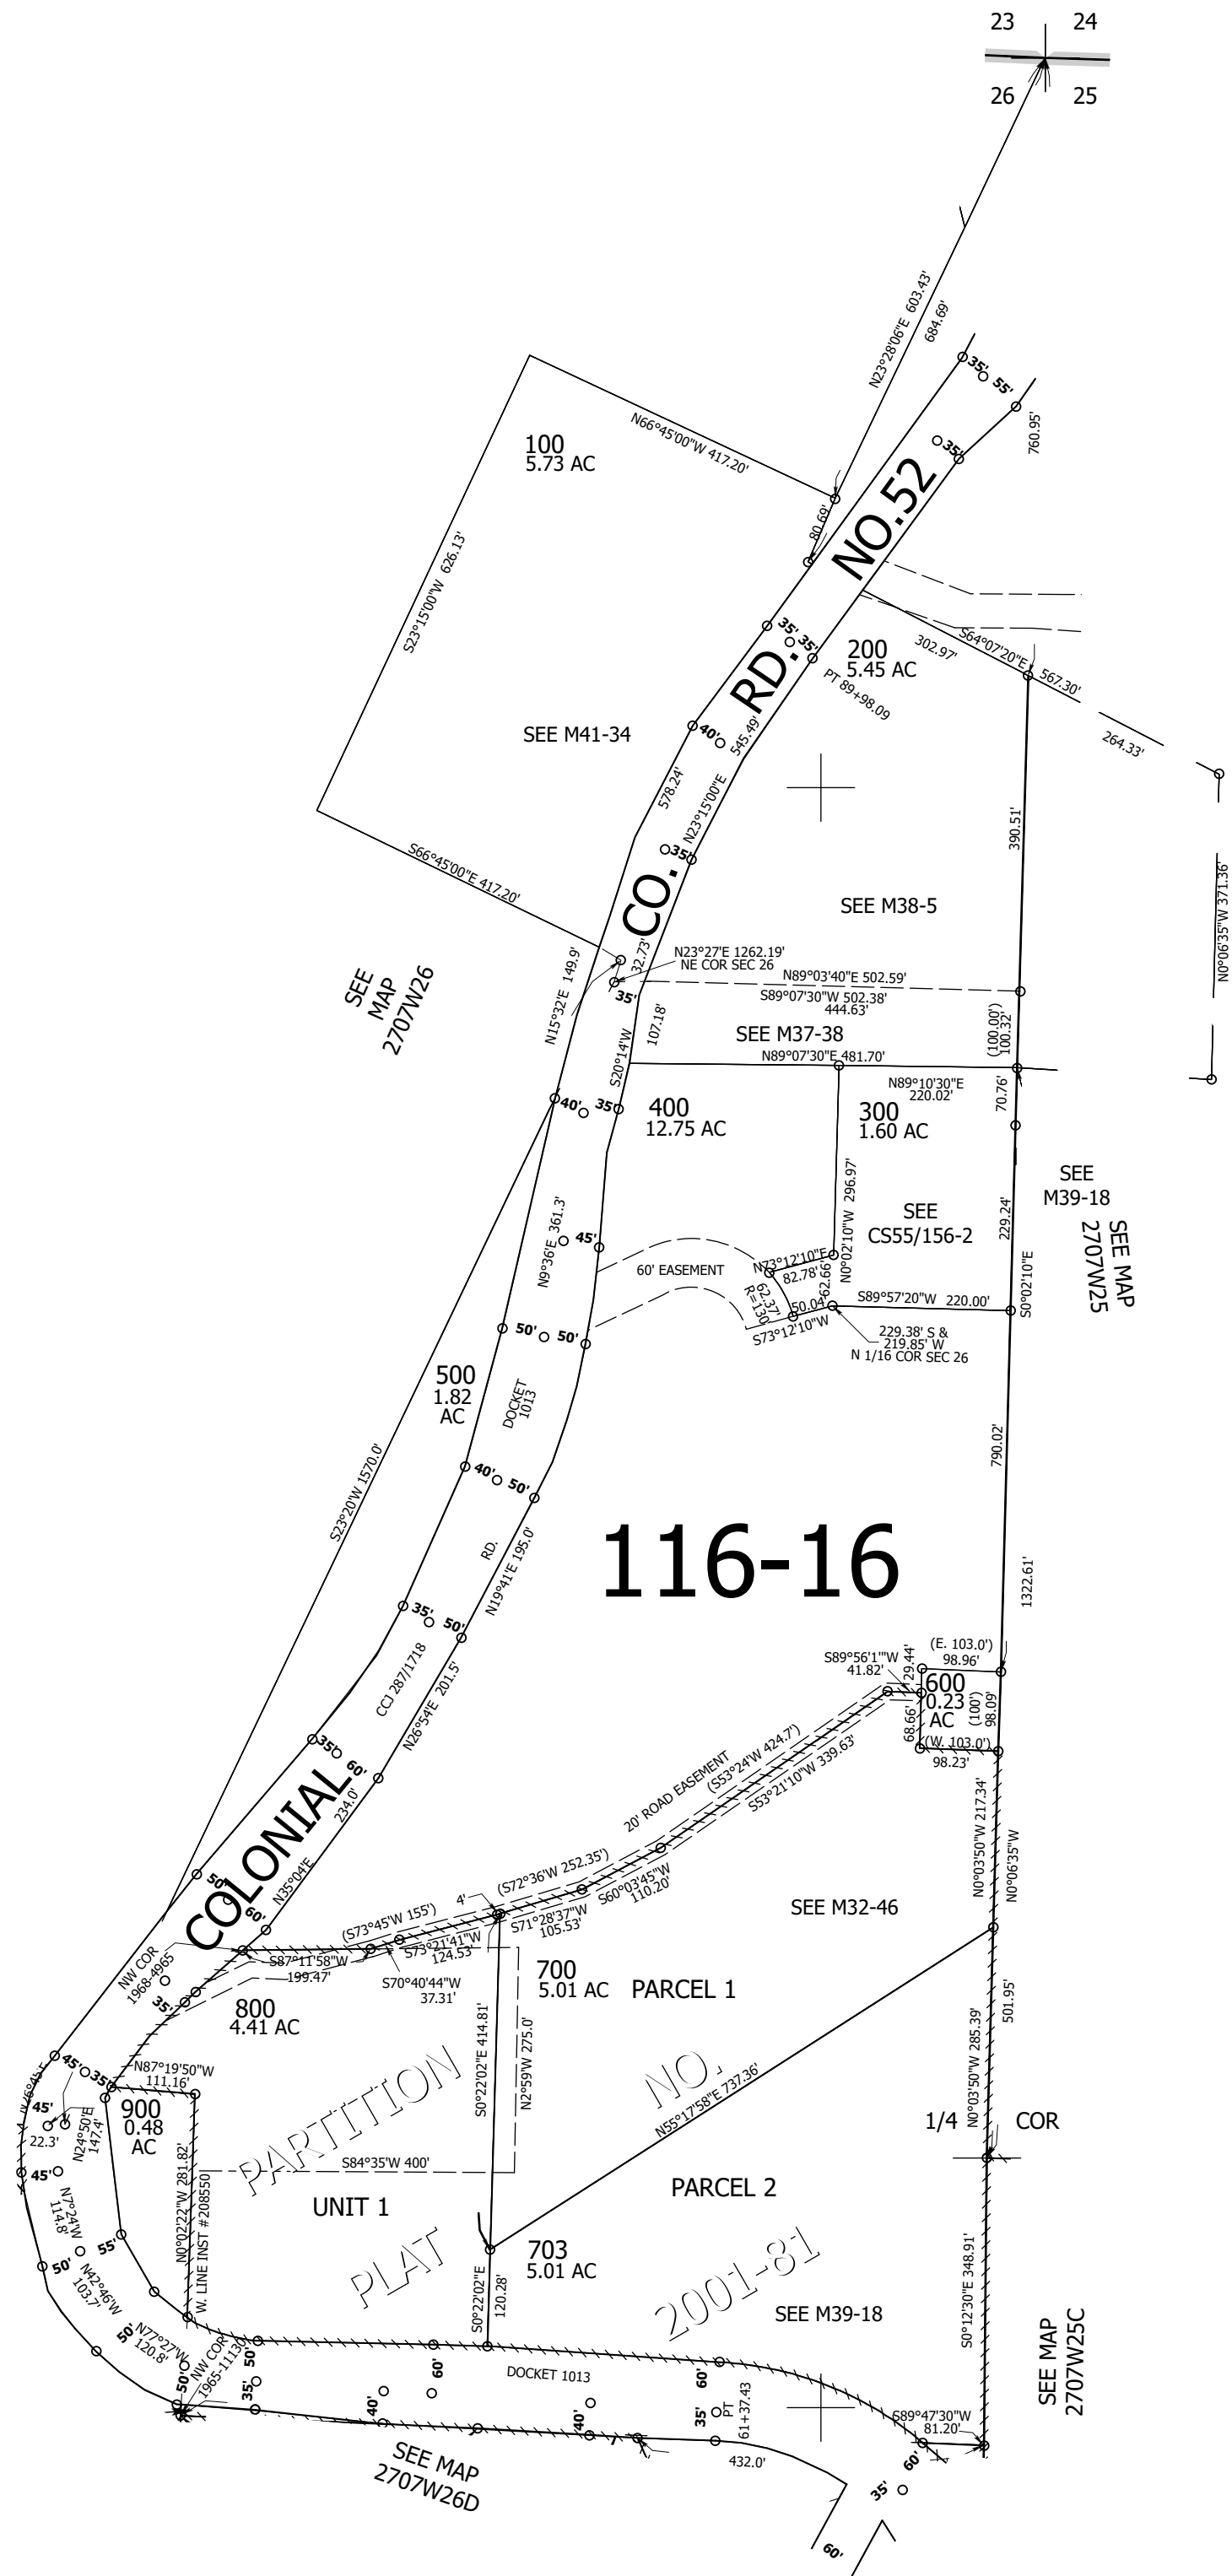 23 24
26 25
N23°28'06"E 603.43'
684.69'
35'
55'
760.95'
35'
100
5.73 AC
N66°45'00"W 417.20'
80.69'
NO.52
S23°15'00"W 626.13'
35'
35'
RD.
200
5.45 AC
S64°07'20"E
302.97'
567.30'
264.33'
PT 89+98.09
SEE M41-34
40'
545.49'
578.24'
N23°15'00"E
35'
390.51'
N0°06'35"W 371.36'
S66°45'00"E 417.20'
CO.
SEE M38-5
SEE
MAP
2707W26
N15°32'E 149.9'
32.73'
N23°27'E 1262.19'
NE COR SEC 26
35'
N89°03'40"E 502.59'
S89°07'30"W 502.38'
444.63'
(100.00')
100.32'
107.18'
SEE M37-38
S20°14'W
N89°07'30"E 481.70'
N89°10'30"E
220.02'
70.76'
40'
35'
400
12.75 AC
300
1.60 AC
SEE
M39-18
SEE MAP
2707W25
N0°02'10"W 296.97'
SEE
CS55/156-2
229.24'
N9°36'E 361.3'
45'
60' EASEMENT
N73°12'10"E
82.78'
62.66'
62.37'
R=130'
50.04'
S73°12'10"W
S89°57'20"W 220.00'
S0°02'10"E
229.38' S &
219.85' W
N 1/16 COR SEC 26
50'
50'
500
1.82
AC
DOCKET
1013
S23°20'W 1570.0'
40'
50'
790.02'
RD.
N19°41'E 195.0'
116-16
1322.61'
35'
50'
CCJ 287/1718
N26°54'E 201.5'
(E. 103.0')
98.96'
S89°56'1"'W
41.82'
29.44'
600
0.23
AC
(100')
98.09'
68.66'
(W. 103.0')
98.23'
35'
60'
COLONIAL
234.0'
N35°04'E
20' ROAD EASEMENT
(S53°24'W 424.7')
S53°21'10"W 339.63'
N0°03'50"W 217.34'
N0°06'35"W
50'
60'
(S72°36'W 252.35')
S60°03'45"W
110.20'
4'
S71°28'37"W
105.53'
(S73°45'W 155')
S73°21'41"W
124.53'
SEE M32-46
NW COR
1968-4965
S87°11'58"W
199.47'
S70°40'44"W
37.31'
700
5.01 AC
PARCEL 1
35'
800
4.41 AC
S0°22'02"E 414.81'
N2°59'W 275.0'
501.95'
N0°03'50"W 285.39'
45'
35'
N87°19'50"W
111.16'
PARTITION
NO.
N55°17'58"E 737.36'
45'
22.3'
N24°50'E
147.4'
900
0.48
AC
1/4 COR
45'
S84°35'W 400'
N0°02'22"W 281.82'
W. LINE INST #208550
UNIT 1
PARCEL 2
N7°24'W
114.8'
55'
50'
N42°46'W
103.7'
PLAT
2001-81
703
5.01 AC
S0°22'02"E
120.28'
S0°12'30"E 348.91'
50'
N77°27'W
120.8'
NW COR
1965-11130
50'
SEE M39-18
SEE MAP
2707W25C
50'
35'
60'
DOCKET 1013
60'
40'
40'
35'
PT
61+37.43
S89°47'30"W
81.20'
432.0'
60'
35'
SEE MAP
2707W26D
60'